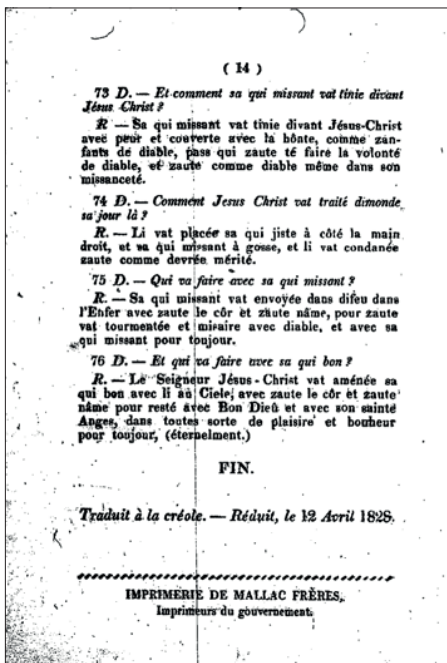 ( 14 )
73 D. — Et comment sa qui missant vat tinie divant
Jésus Christ ?
R — Sa qui missant vat tinie divant Jésus-Christ
avec peur et couverte avec la honte, comme zan-
fants de diable, pass qui zaute té faire la volonté
de diable, et zaute comme diable même dans son
missanceté.
74 D. — Comment Jesus Christ vat traité dimonde
sa jour là ?
R. — Li vat placée sa qui jiste à côté la main
droit, et sa qui missant à gosse, et li vat condanée
zaute comme devrée mérité.
75 D. — Qui va faire avec sa qui missant ?
R. — Sa qui missant vat envoyée dans difeu dans
l'Enfer avec zaute le côr et zaute nâme, pour zaute
vat tourmentée et misaire avec diable, et avec sa
qui missant pour toujour.
76 D. — Et qui va faire avec sa qui bon ?
R. — Le Seigneur Jésus-Christ vat aménée sa
qui bon avec li au Ciele, avec zaute le côr et zaute
nâme pour resté avec Bon Dieu et avec son sainté
Anges, dans toutes sorte de plaisire et bonheur
pour toujour, (éternelment.)
FIN.
Traduit à la créole. — Réduit, le 12 Avril 1828.
IMPRIMERIE DE MALLAC FRÈRES,
Imprimeurs du gouvernement.